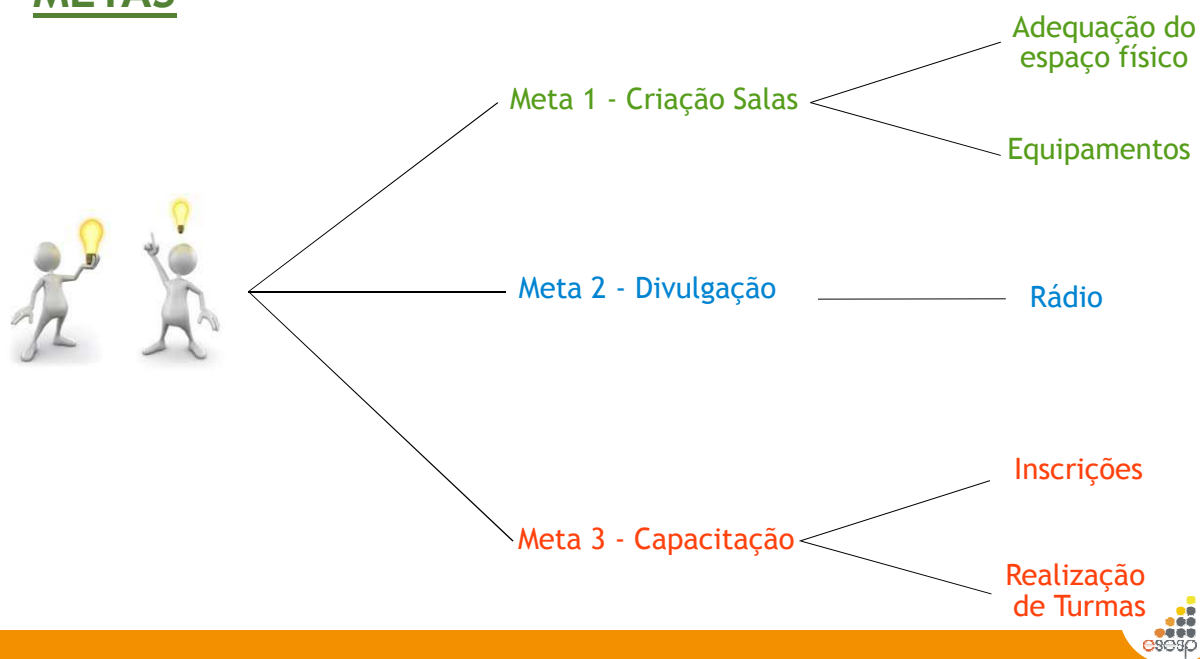 METAS
Adequação do
espaço físico
Meta 1 - Criação Salas
Equipamentos
Meta 2 - Divulgação
Rádio
Inscrições
Meta 3 - Capacitação
Realização
de Turmas
esesp